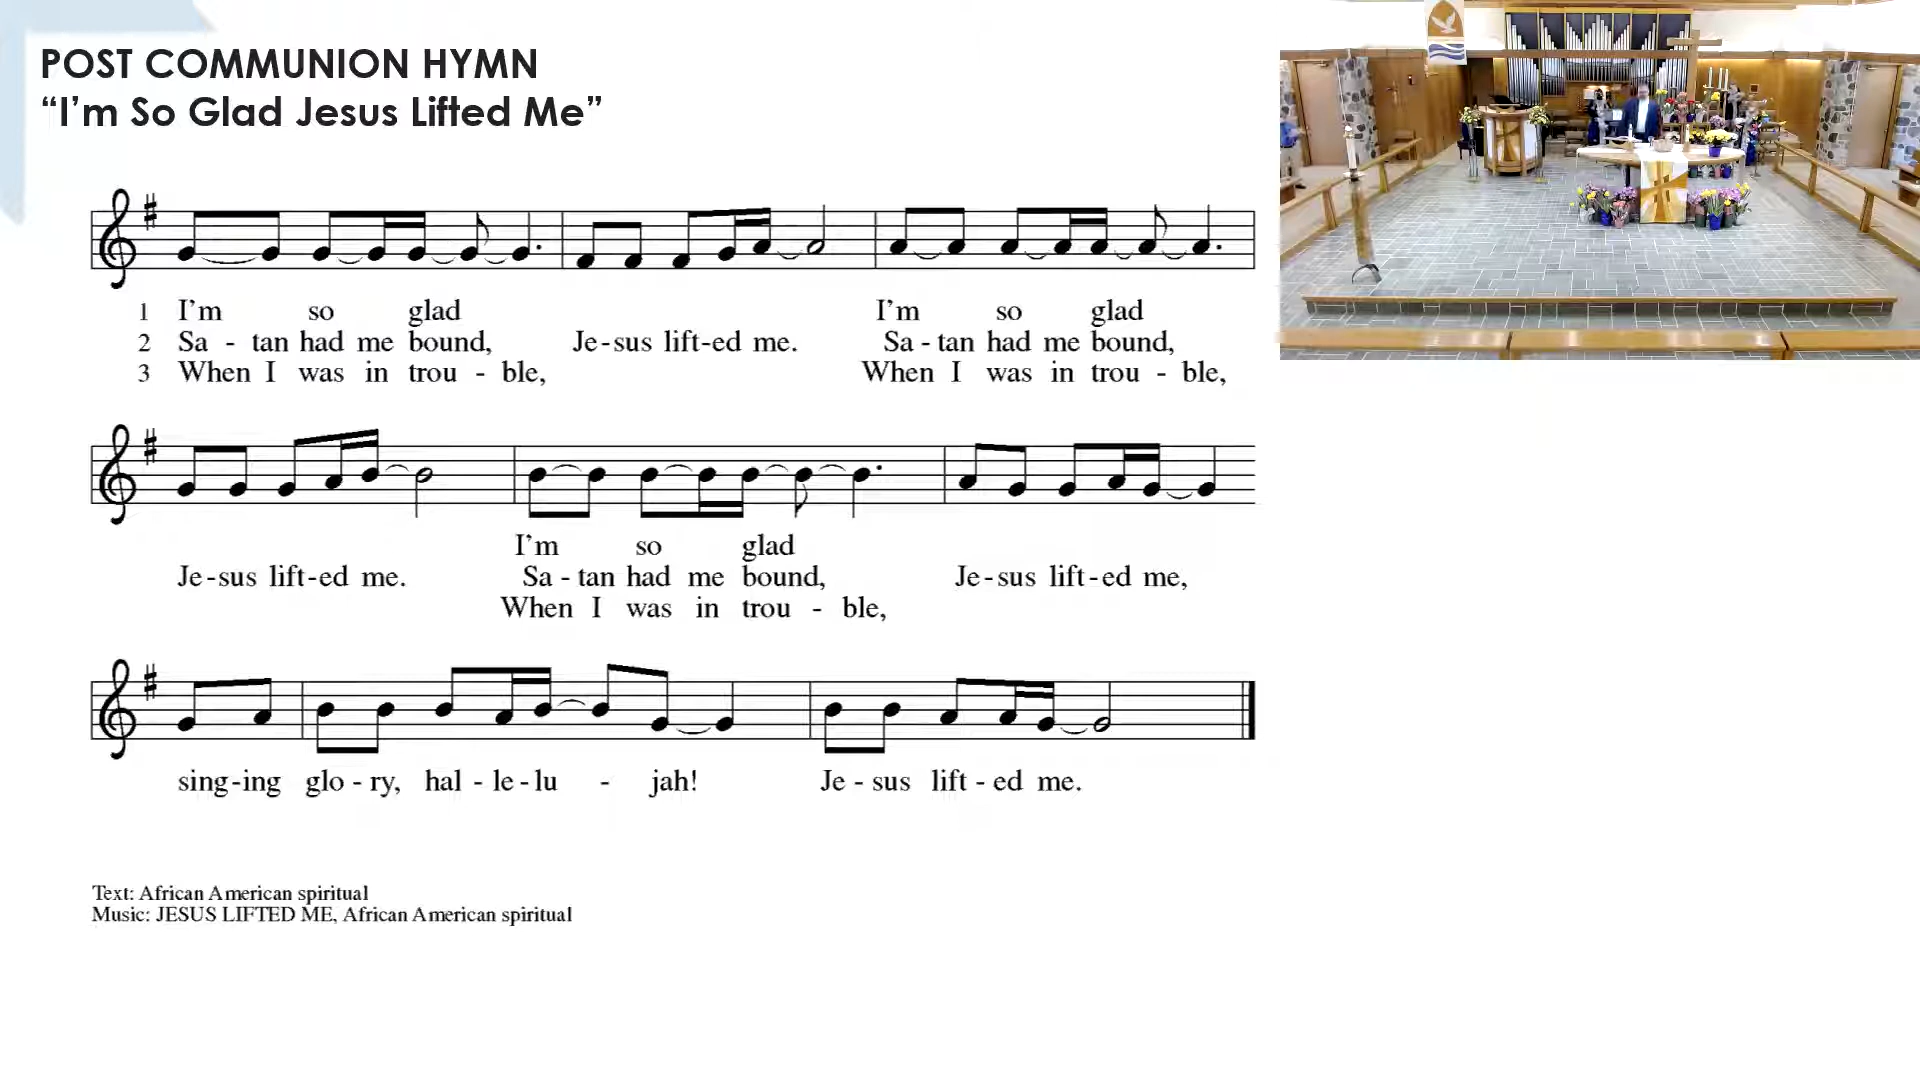 POST COMMUNION HYMN
“I’m So Glad Jesus Lifted Me”
1 I’m so glad I’m so glad
2 Sa - tan had me bound, Je - sus lift - ed me. Sa - tan had me bound,
3 When I was in trou - ble, When I was in trou - ble,
I’m so glad
Je - sus lift - ed me. Sa - tan had me bound, Je - sus lift - ed me,
When I was in trou - ble,
sing - ing glo - ry, hal - le - lu - jah! Je - sus lift - ed me.
Text: African American spiritual
Music: JESUS LIFTED ME, African American spiritual